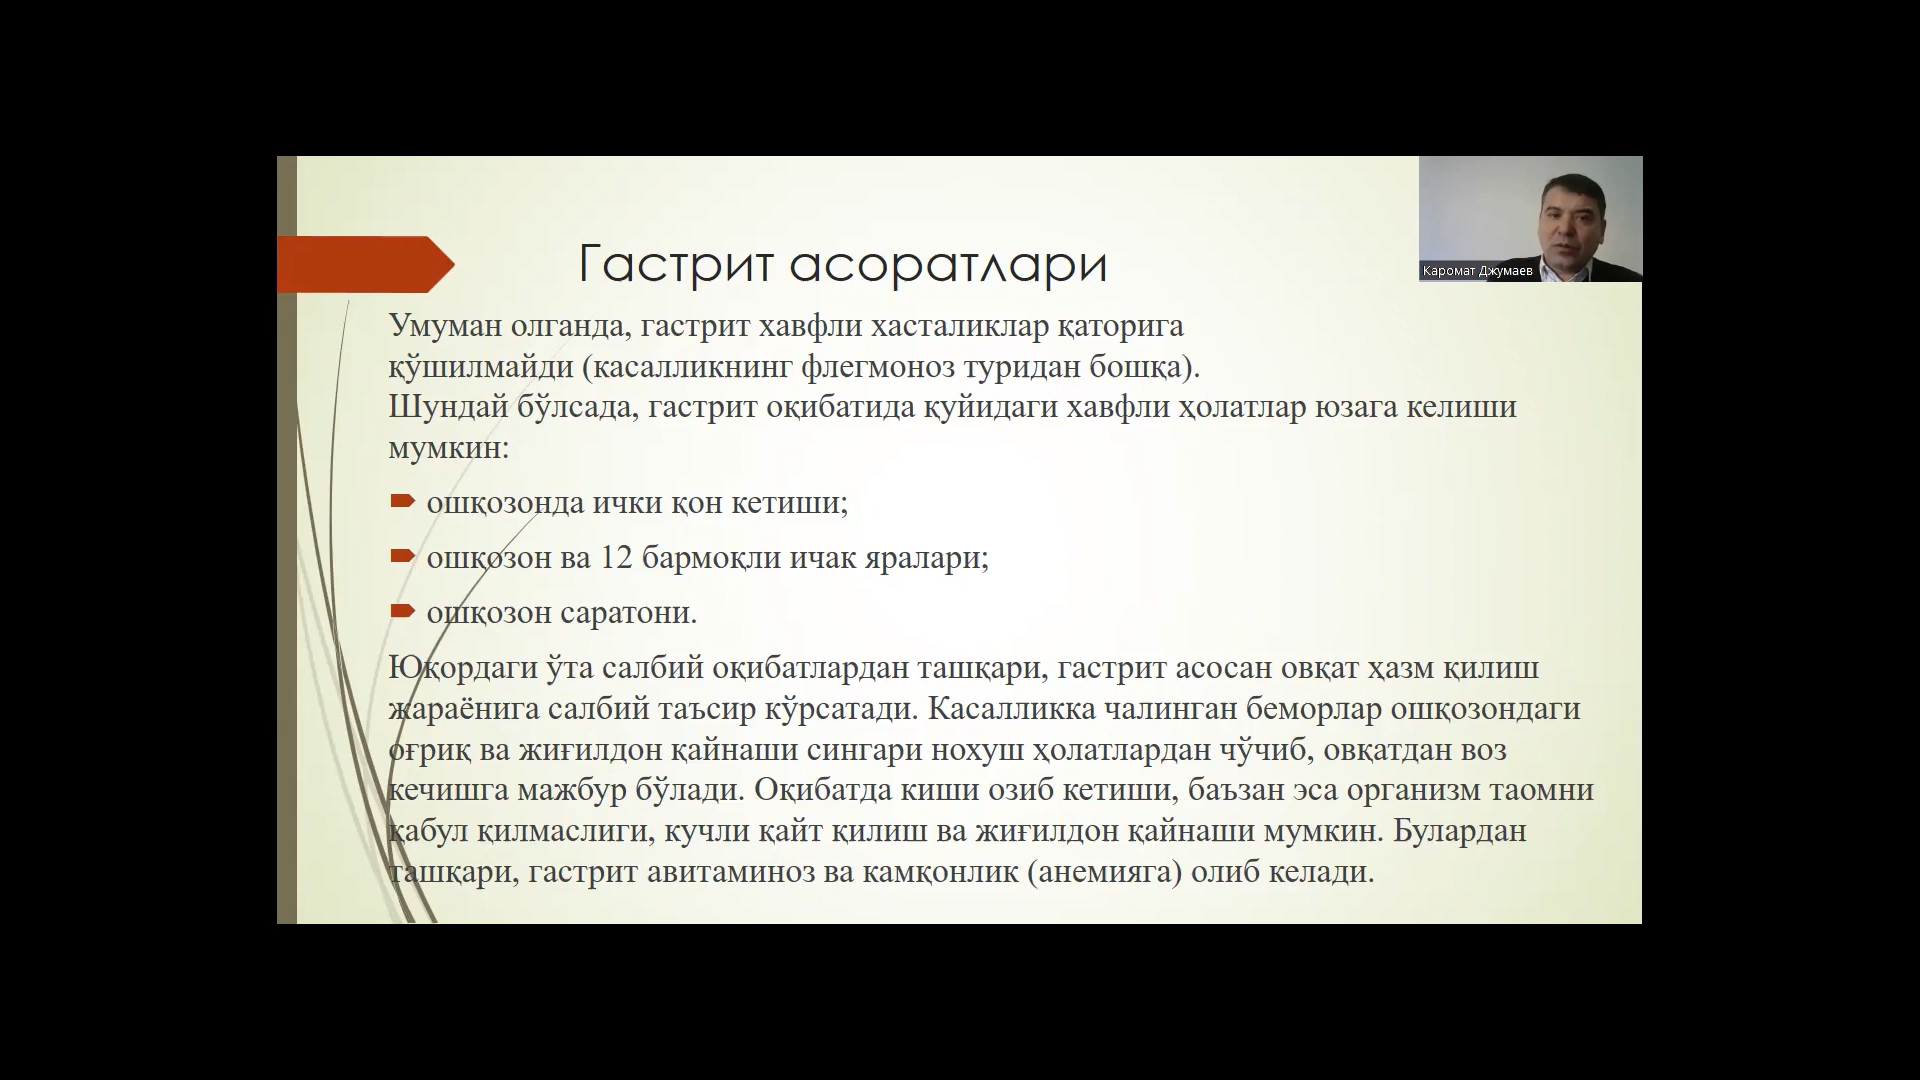 Гастрит асоратлари
Каромат Джумаев
Умуман олганда, гастрит хавфли хасталиклар қаторига
қўшилмайди (касалликнинг флегмоноз туридан бошқа).
Шундай бўлсада, гастрит оқибатида қуйидаги хавфли ҳолатлар юзага келиши
мумкин:
ошқозонда ички қон кетиши;
ошқозон ва 12 бармоқли ичак яралари;
ошқозон саратони.
Юқордаги ўта салбий оқибатлардан ташқари, гастрит асосан овқат ҳазм қилиш
жараёнига салбий таъсир кўрсатади. Касалликка чалинган беморлар ошқозондаги
оғриқ ва жиғилдон қайнаши сингари нохуш ҳолатлардан чўчиб, овқатдан воз
кечишга мажбур бўлади. Оқибатда киши озиб кетиши, баъзан эса организм таомни
қабул қилмаслиги, кучли қайт қилиш ва жиғилдон қайнаши мумкин. Булардан
ташқари, гастрит авитаминоз ва камқонлик (анемияга) олиб келади.